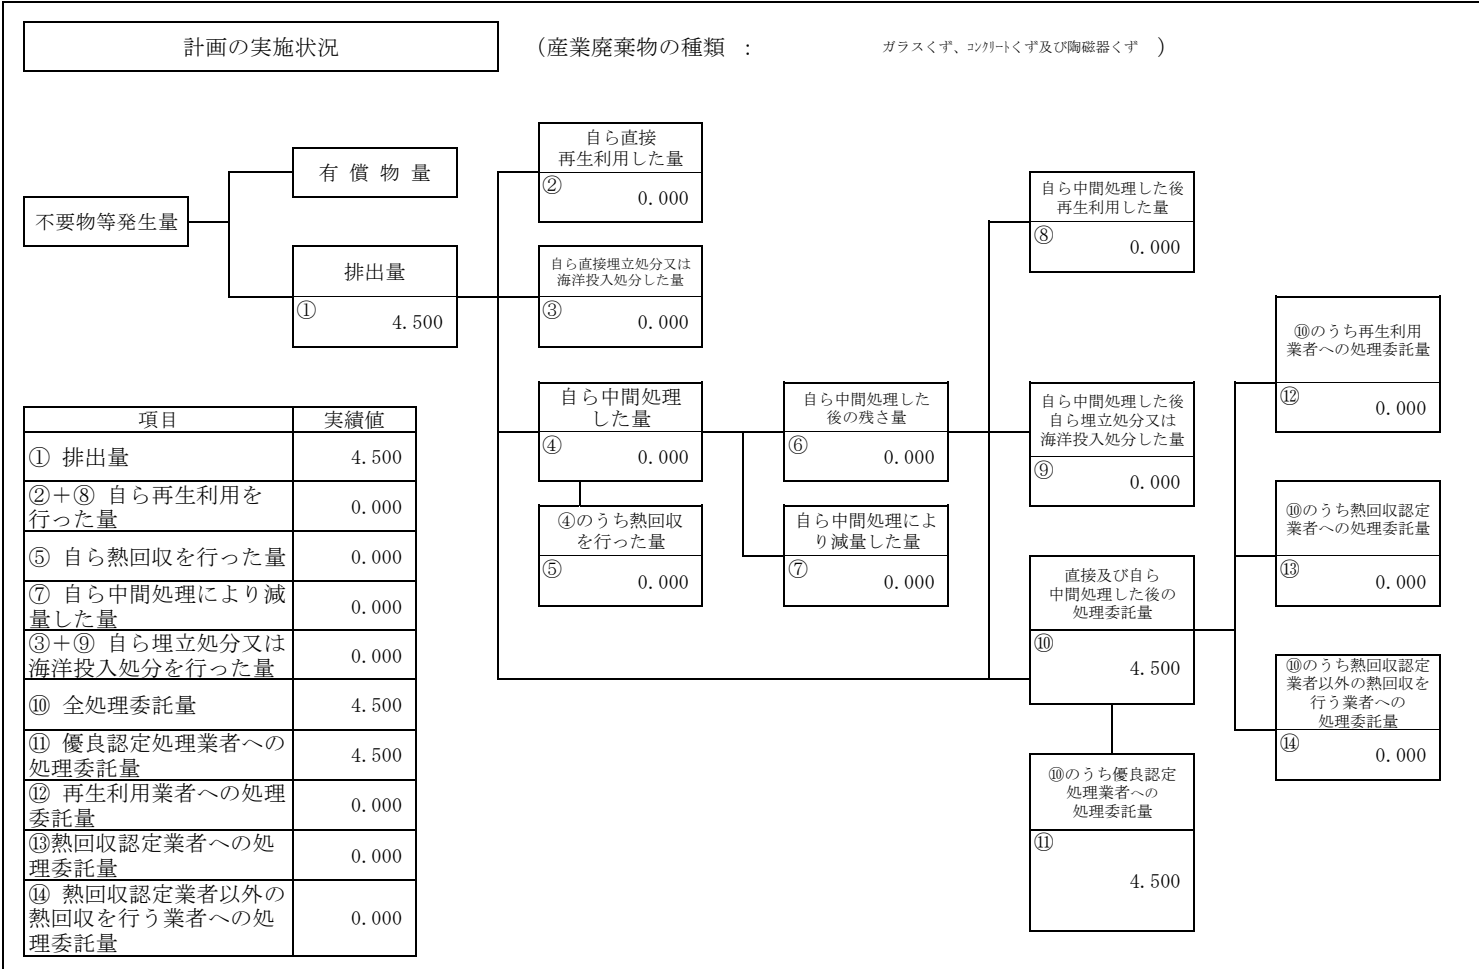 計画の実施状況
（産業廃棄物の種類 ： ガラスくず、コンクリートくず及び陶磁器くず ）
不要物等発生量
有償物量
排出量
① 4.500
自ら直接
再生利用した量
② 0.000
自ら直接埋立処分又は
海洋投入処分した量
③ 0.000
自ら中間処理
した量
④ 0.000
④のうち熱回収
を行った量
⑤ 0.000
自ら中間処理した
後の残さ量
⑥ 0.000
自ら中間処理によ
り減量した量
⑦ 0.000
自ら中間処理した後
再生利用した量
⑧ 0.000
自ら中間処理した後
自ら埋立処分又は
海洋投入処分した量
⑨ 0.000
直接及び自ら
中間処理した後の
処理委託量
⑩ 4.500
⑩のうち優良認定
処理業者への
処理委託量
⑪ 4.500
⑩のうち再生利用
業者への処理委託量
⑫ 0.000
⑩のうち熱回収認定
業者への処理委託量
⑬ 0.000
⑩のうち熱回収認定
業者以外の熱回収を
行う業者への
処理委託量
⑭ 0.000
項目 実績値
① 排出量 4.500
②＋⑧ 自ら再生利用を
行った量 0.000
⑤ 自ら熱回収を行った量 0.000
⑦ 自ら中間処理により減
量した量 0.000
③＋⑨ 自ら埋立処分又は
海洋投入処分を行った量 0.000
⑩ 全処理委託量 4.500
⑪ 優良認定処理業者への
処理委託量 4.500
⑫ 再生利用業者への処理
委託量 0.000
⑬熱回収認定業者への処
理委託量 0.000
⑭ 熱回収認定業者以外の
熱回収を行う業者への処
理委託量 0.000